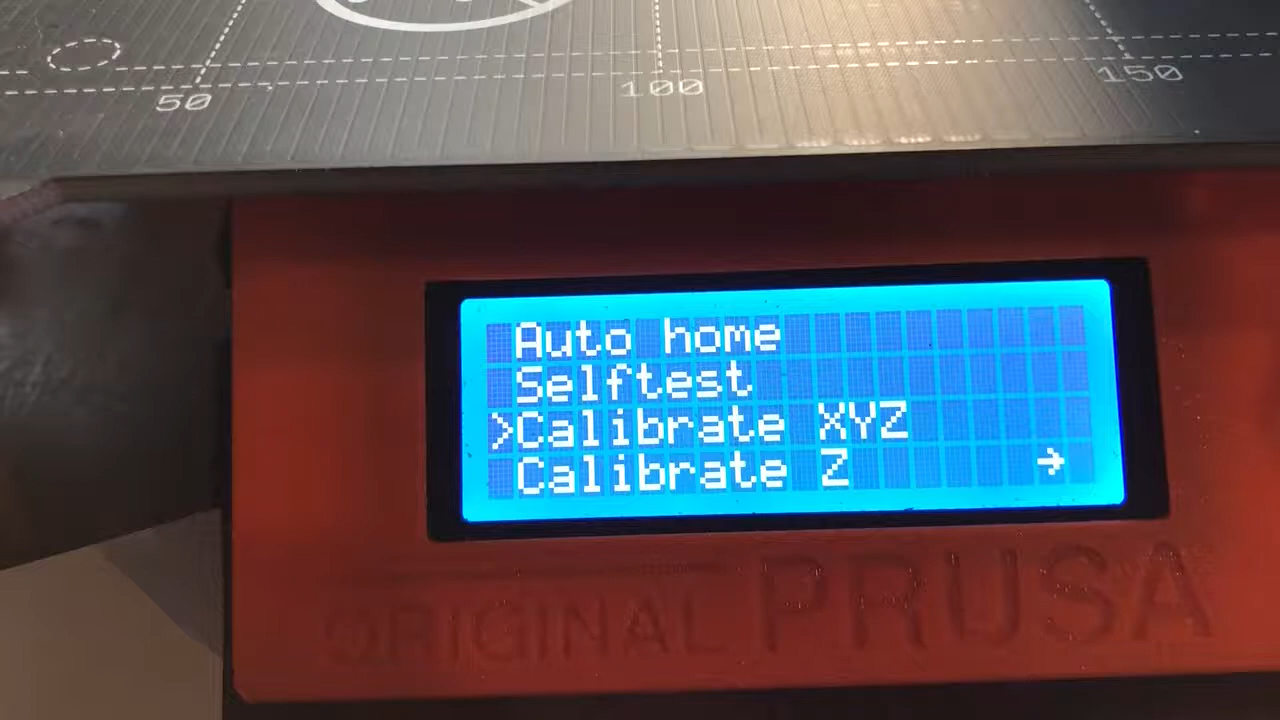 50 100 150
Auto home
Selftest
>Calibrate XYZ
Calibrate Z →
ORIGINAL PRUSA